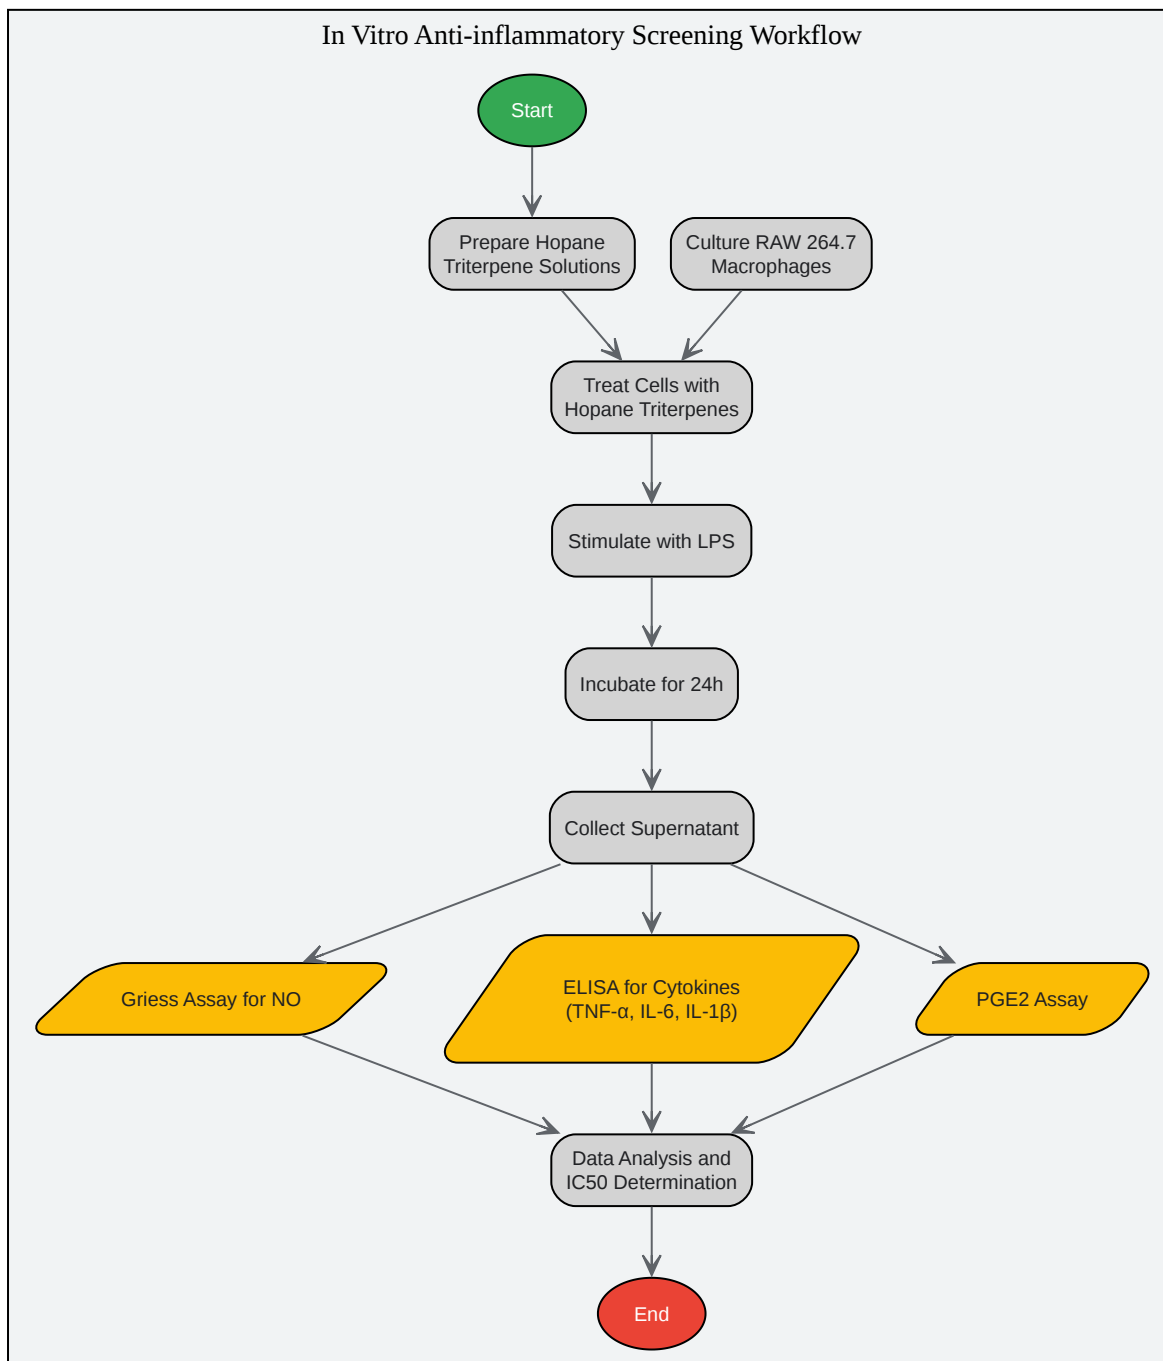 In Vitro Anti-inflammatory Screening Workflow
Start
Prepare Hopane
Triterpene Solutions
Culture RAW 264.7
Macrophages
Treat Cells with
Hopane Triterpenes
Stimulate with LPS
Incubate for 24h
Collect Supernatant
Griess Assay for NO
ELISA for Cytokines
(TNF-α, IL-6, IL-1β)
PGE2 Assay
Data Analysis and
IC50 Determination
End